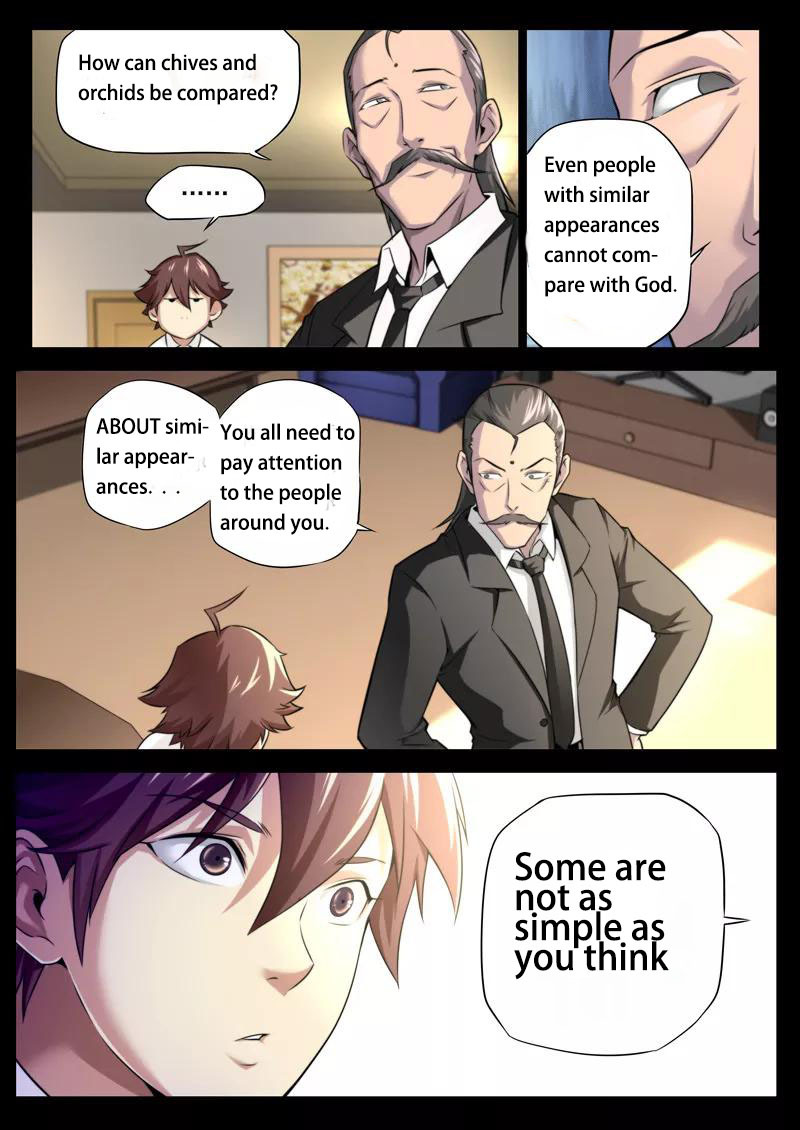 How can chives and
orchids be compared?
......
Even people
with similar
appearances
cannot com-
pare with God.
ABOUT simi-
lar appear-
ances. . .
You all need to
pay attention
to the people
around you.
Some are
not as
simple as
you think